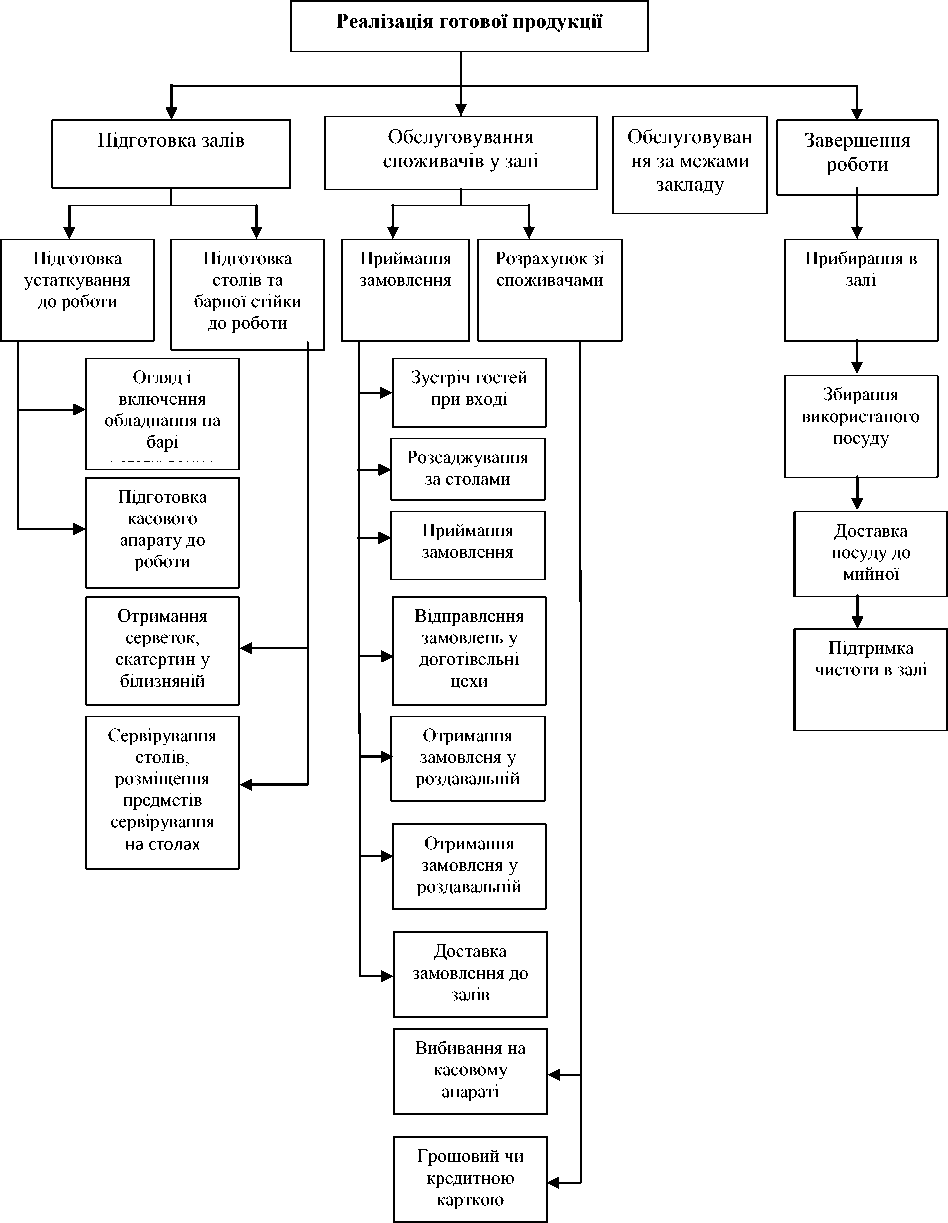 Реалізація готової продукції
Підготовка залів
Обслуговування
споживачів у залі
Обслуговуван
ня за межами
закладу
Завершення
роботи
Підготовка
устаткування
до роботи
Підготовка
столів та
барної стійки
до роботи
Приймання
замовлення
Розрахунок зі
споживачами
Прибирання в
залі
Огляд і
включення
обладнання на
барі
Підготовка
касового
апарату до
роботи
Отримання
серветок,
скатертин у
білизняній
Сервірування
столів,
розміщення
предметів
сервірування
на столах
Зустріч гостей
при вході
Розсаджування
за столами
Приймання
замовлення
Відправлення
замовлень у
доготівельні
цехи
Отримання
замовленя у
роздавальній
Отримання
замовленя у
роздавальній
Доставка
замовлення до
залів
Вибивання на
касовому
апараті
Грошовий чи
кредитною
карткою
Збирання
використаного
посуду
Доставка
посуду до
мийної
Підтримка
чистоти в залі